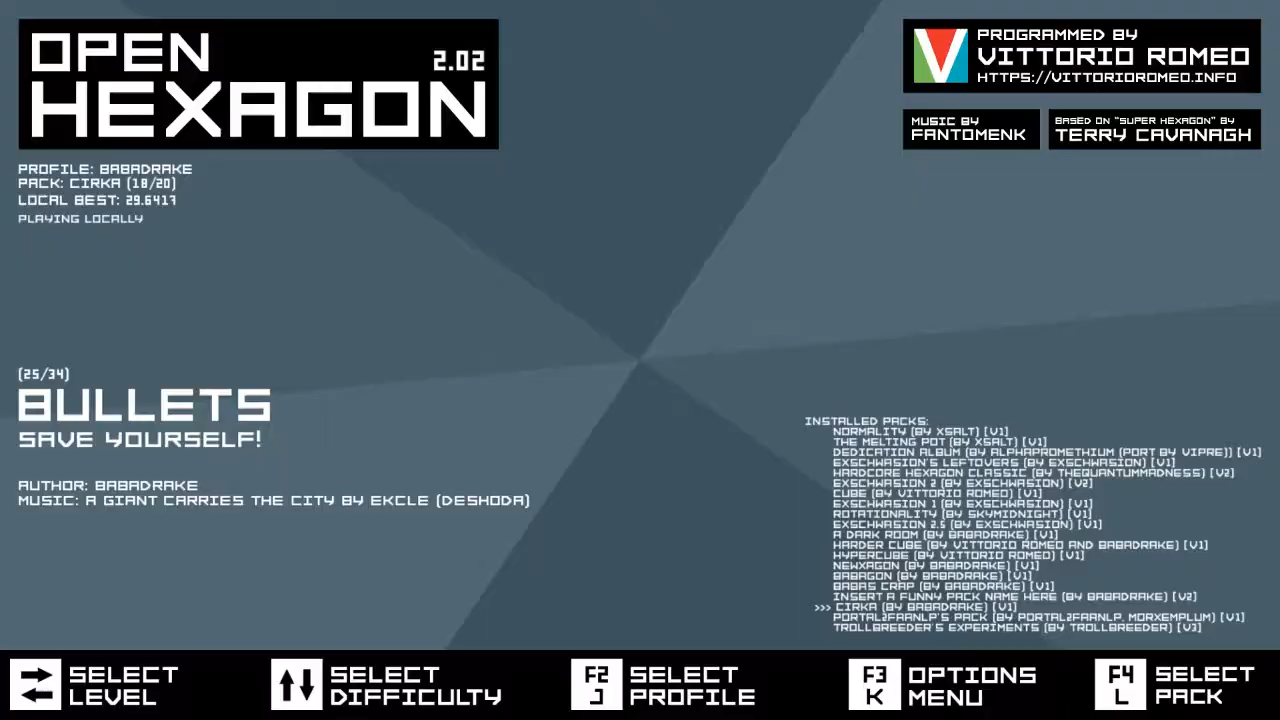 OPEN
HEXAGON
2.02
PROGRAMMED BY
VITTORIO ROMEO
HTTPS://VITTORIOROMEO.INFO
MUSIC BY
FANTOMENK
BASED ON "SUPER HEXAGON" BY
TERRY CAVANAGH
PROFILE: BABADRAKE
PACK: CIRKA (18/20)
LOCAL BEST: 29.6417
PLAYING LOCALLY
(25/34)
BULLETS
SAVE YOURSELF!
AUTHOR: BABADRAKE
MUSIC: A GIANT CARRIES THE CITY BY EKCLE (DESHODA)
INSTALLED PACKS:
NORMALITY (BY XSALT) [V1]
THE MELTING POT (BY XSALT) [V1]
DEDICATION ALBUM (BY ALPHAPROMETHIUM (PORT BY VIPRE)) [V1]
EXSCHWASION'S LEFTOVERS (BY EXSCHWASION) [V1]
HARDCORE HEXAGON CLASSIC (BY THEQUANTUMMADNESS) [V2]
EXSCHWASION 2 (BY EXSCHWASION) [V2]
CUBE (BY VITTORIO ROMEO) [V1]
EXSCHWASION 1 (BY EXSCHWASION) [V1]
ROTATIONALITY (BY SKYMIDNIGHT) [V1]
EXSCHWASION 2.5 (BY EXSCHWASION) [V1]
A DARK ROOM (BY BABADRAKE) [V1]
HARDER CUBE (BY VITTORIO ROMEO AND BABADRAKE) [V1]
HYPERCUBE (BY VITTORIO ROMEO) [V1]
NEWXAGON (BY BABADRAKE) [V1]
BABAGON (BY BABADRAKE) [V1]
BABAS CRAP (BY BABADRAKE) [V1]
INSERT A FUNNY PACK NAME HERE (BY BABADRAKE) [V2]
>>> CIRKA (BY BABADRAKE) [V1]
PORTAL2FAANLP'S PACK (BY PORTAL2FAANLP, MORXEMPLUM) [V1]
TROLLBREEDER'S EXPERIMENTS (BY TROLLBREEDER) [V3]
SELECT
LEVEL
SELECT
DIFFICULTY
F2
J
SELECT
PROFILE
F3
K
OPTIONS
MENU
F4
L
SELECT
PACK